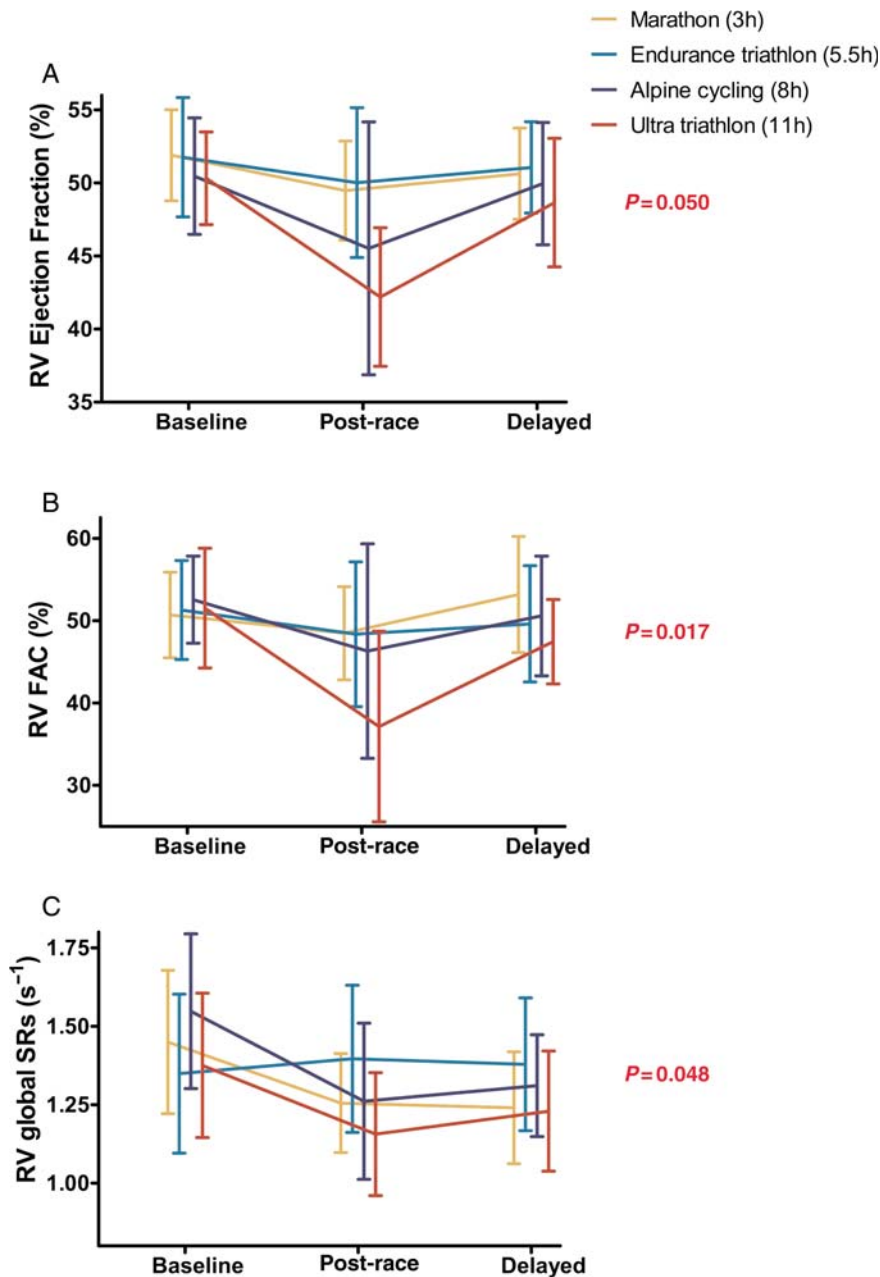 Marathon (3h)
Endurance triathlon (5.5h)
Alpine cycling (8h)
Ultra triathlon (11h)
A
RV Ejection Fraction (%)
55
50
45
40
35
Baseline
Post-race
Delayed
P=0.050
B
RV FAC (%)
60
50
40
30
Baseline
Post-race
Delayed
P=0.017
C
RV global SRs (s⁻¹)
1.75
1.50
1.25
1.00
Baseline
Post-race
Delayed
P=0.048